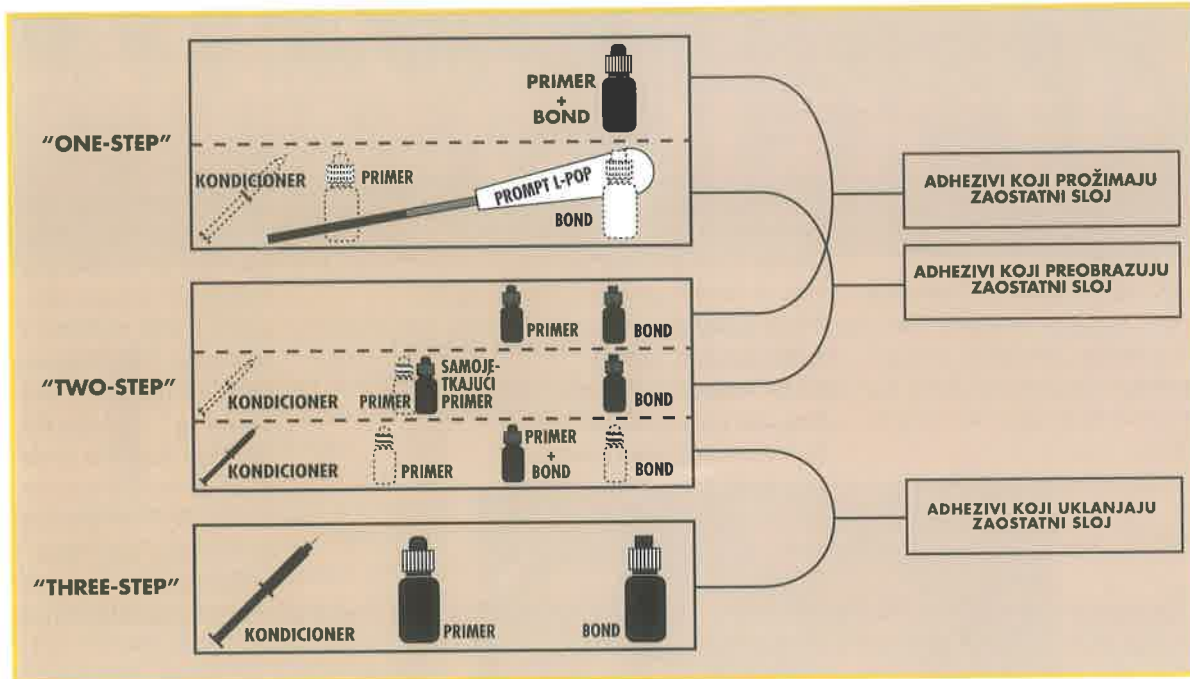 "ONE-STEP"
PRIMER
+
BOND
KONDICIONER
PRIMER
PROMPT L-POP
BOND
"TWO-STEP"
PRIMER
BOND
KONDICIONER
PRIMER
SAMOJE-
TKAJUĆI
PRIMER
BOND
KONDICIONER
PRIMER
PRIMER
+
BOND
BOND
"THREE-STEP"
KONDICIONER
PRIMER
BOND
ADHEZIVI KOJI PROŽIMAJU
ZAOSTATNI SLOJ
ADHEZIVI KOJI PREOBRAZUJU
ZAOSTATNI SLOJ
ADHEZIVI KOJI UKLANJAJU
ZAOSTATNI SLOJ